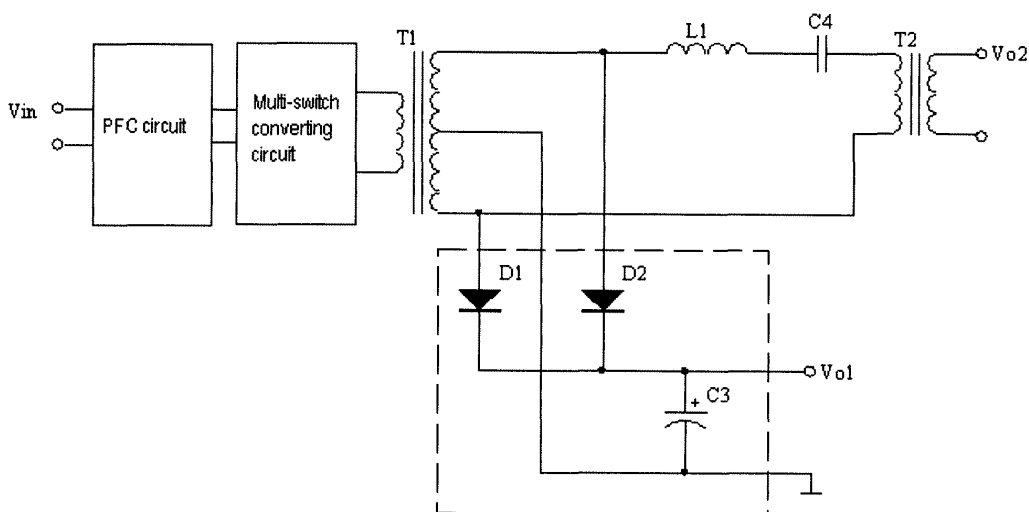 Vin
PFC circuit
Multi-switch
converting
circuit
T1
L1
C4
T2
Vo2
D1
D2
Vo1
+
C3